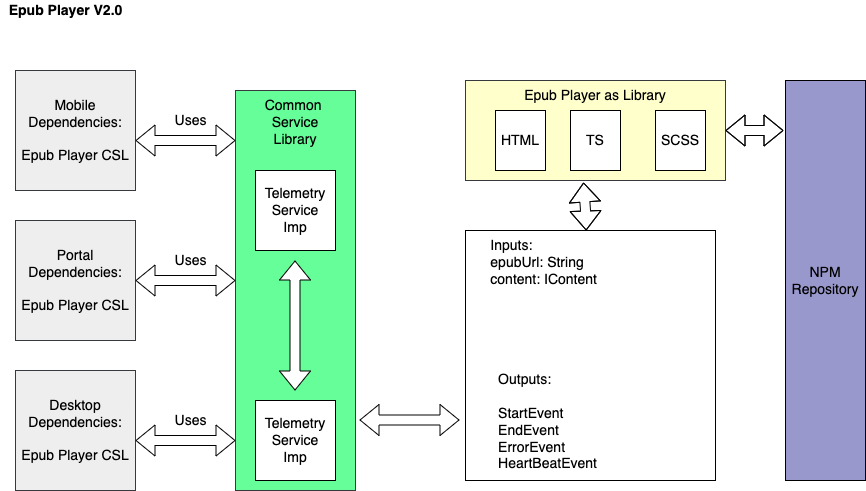 Epub Player V2.0
Mobile
Dependencies:
Epub Player CSL
Uses
Portal
Dependencies:
Epub Player CSL
Uses
Desktop
Dependencies:
Epub Player CSL
Uses
Common
Service
Library
Telemetry
Service
Imp
Telemetry
Service
Imp
Epub Player as Library
HTML
TS
SCSS
Inputs:
epubUrl: String
content: IContent
Outputs:
StartEvent
EndEvent
ErrorEvent
HeartBeatEvent
NPM
Repository